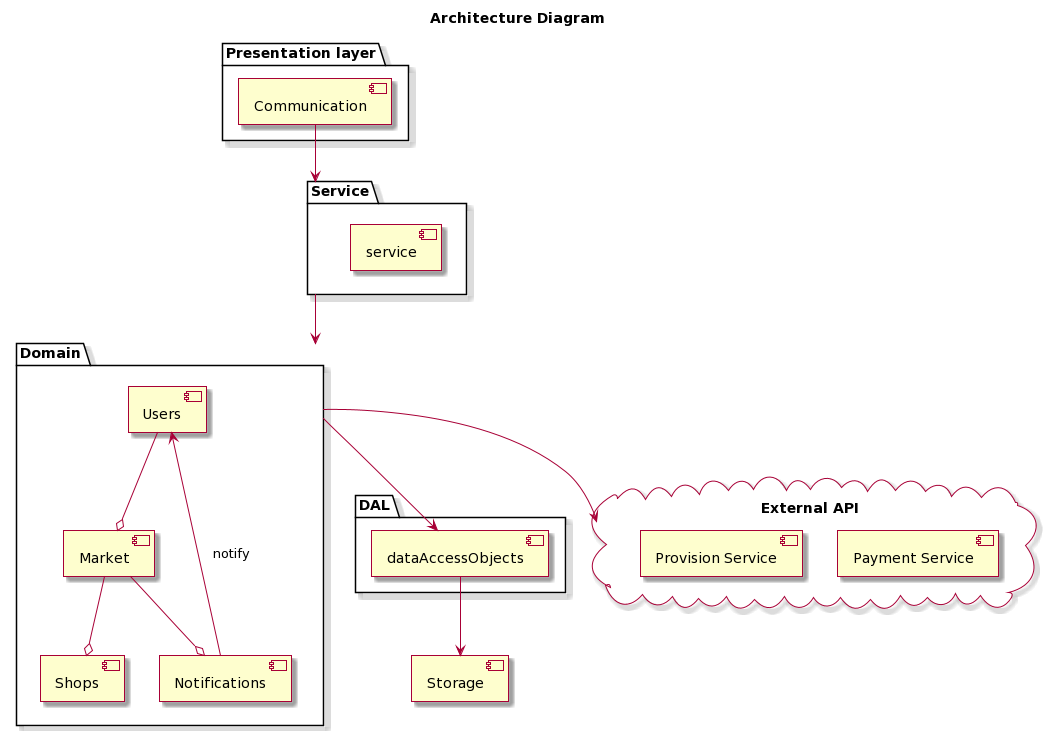 Architecture Diagram
Presentation layer
Communication
Service
service
Domain
Users
Market
notify
Shops
Notifications
DAL
dataAccessObjects
Storage
External API
Provision Service
Payment Service